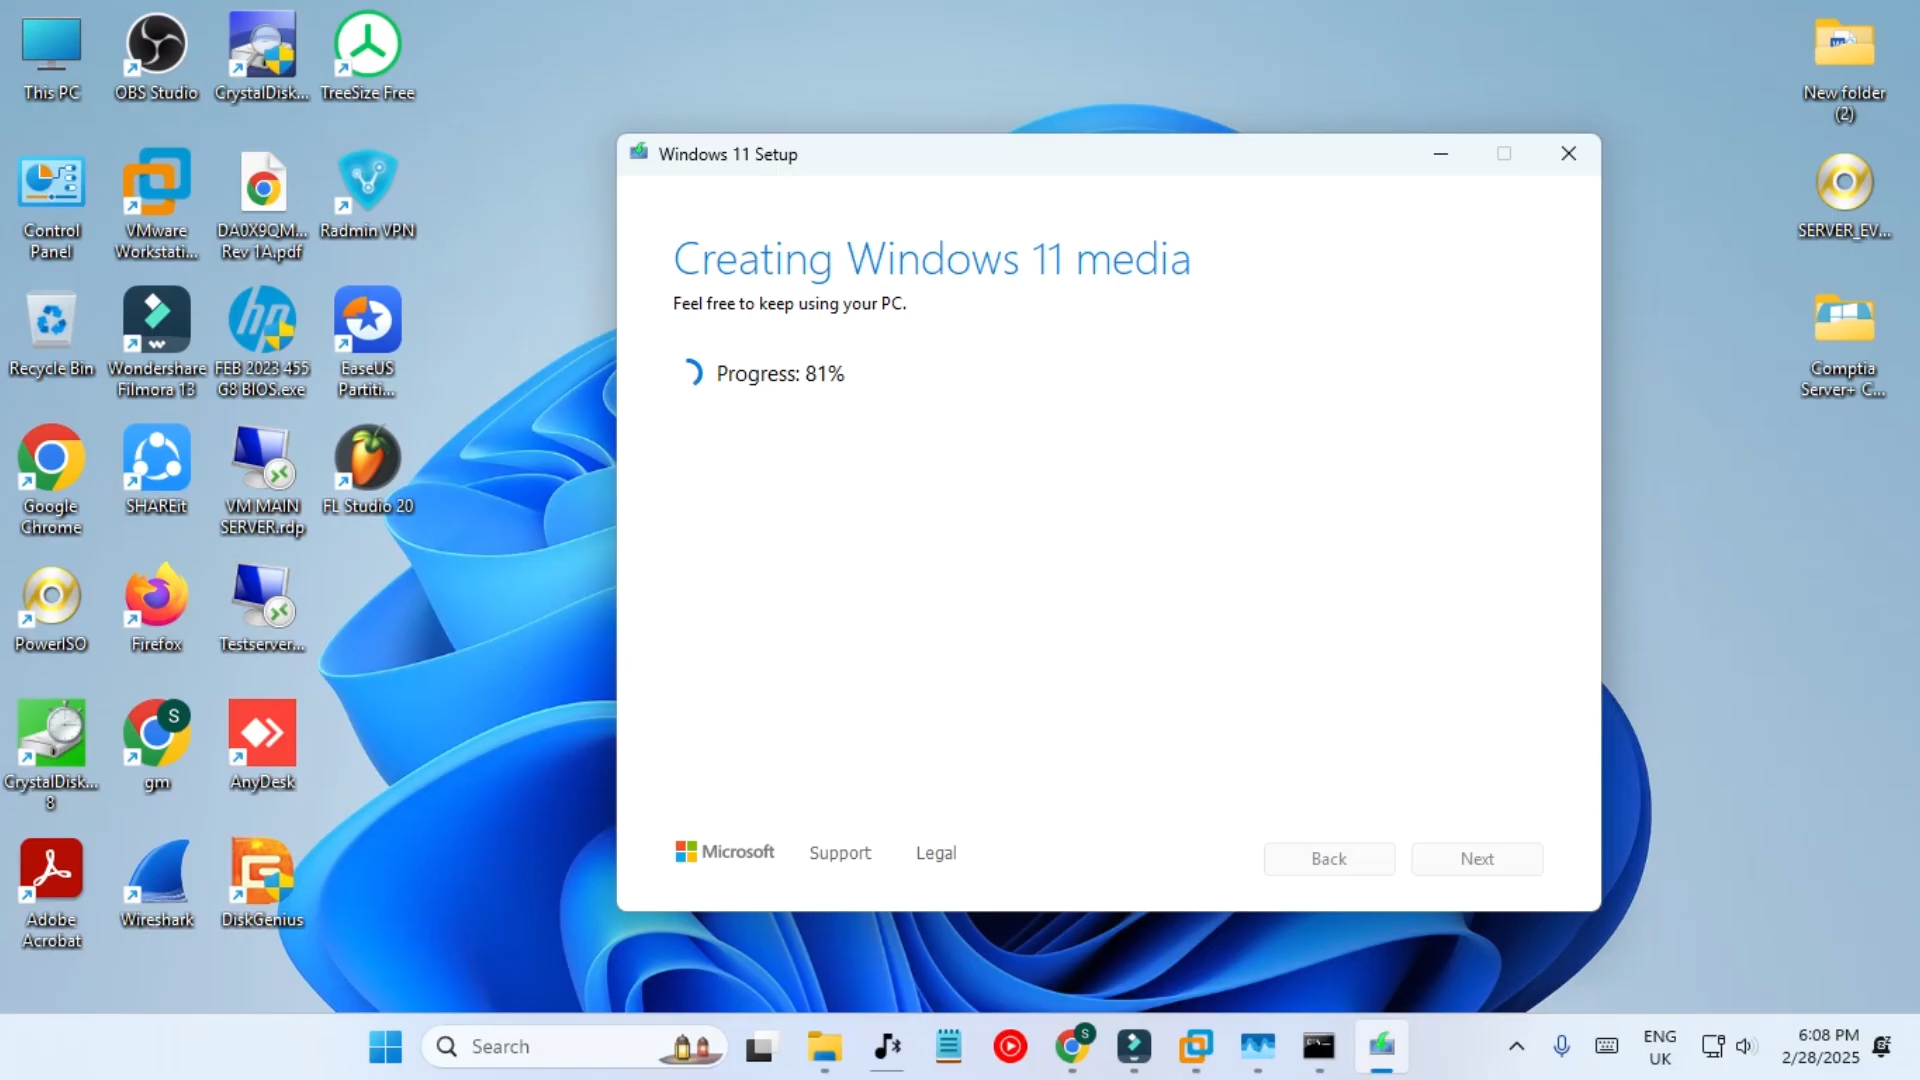 This PC
OBS Studio
CrystalDisk...
TreeSize Free
Control
Panel
VMware
Workstati...
DA0X9QM...
Rev 1A.pdf
Radmin VPN
Recycle Bin
Wondershare
Filmora 13
FEB 2023 455
G8 BIOS.exe
EaseUS
Partiti...
Google
Chrome
SHAREit
VM MAIN
SERVER.rdp
FL Studio 20
PowerISO
Firefox
Testserver...
CrystalDisk...
8
S
gm
AnyDesk
Adobe
Acrobat
Wireshark
DiskGenius
New folder
(2)
SERVER_EV...
Comptia
Server+ C...
Windows 11 Setup
Creating Windows 11 media
Feel free to keep using your PC.
Progress: 81%
Microsoft
Support
Legal
Back
Next
Search
S
ENG
UK
6:08 PM
2/28/2025